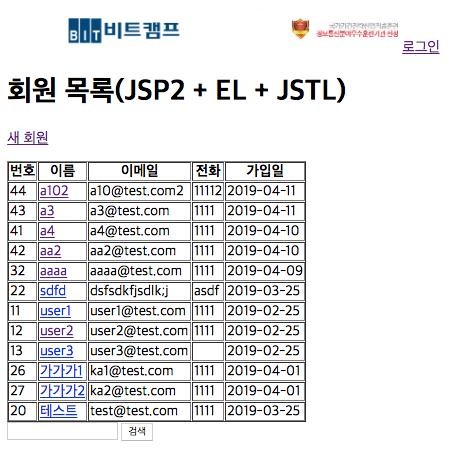 BIT비트캠프
로그인
회원 목록(JSP2 + EL + JSTL)
새 회원
번호 이름 이메일 전화 가입일
44 a102 a10@test.com2 11112 2019-04-11
43 a3 a3@test.com 1111 2019-04-11
41 a4 a4@test.com 1111 2019-04-10
42 aa2 aa2@test.com 1111 2019-04-10
32 aaaa aaaa@test.com 1111 2019-04-09
22 sdfd dsfsdkfjsdlk;j asdf 2019-03-25
11 user1 user1@test.com 1111 2019-02-25
12 user2 user2@test.com 1111 2019-02-25
13 user3 user3@test.com 2019-02-25
26 가가가1 ka1@test.com 1111 2019-04-01
27 가가가2 ka2@test.com 1111 2019-04-01
20 테스트 test@test.com 1111 2019-03-25
검색